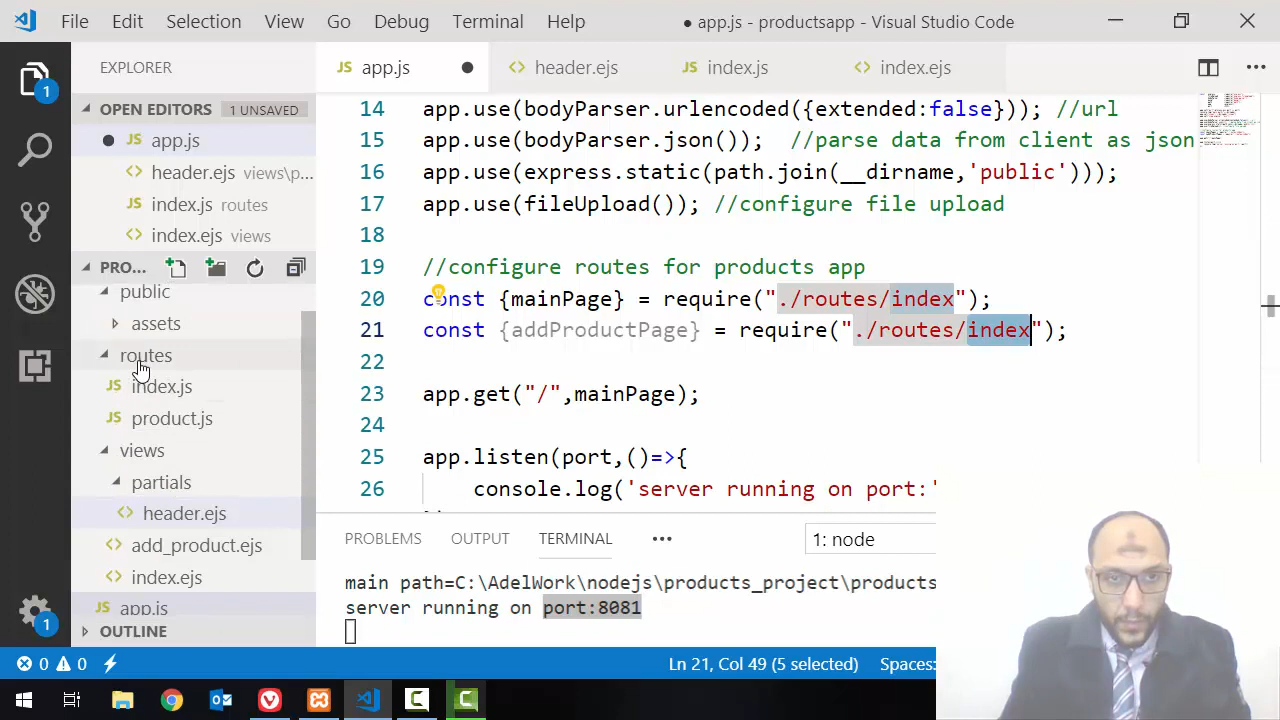 File Edit Selection View Go Debug Terminal Help ● app.js - productsapp - Visual Studio Code
EXPLORER
OPEN EDITORS 1 UNSAVED
JS app.js
header.ejs views\p...
JS index.js routes
index.ejs views
PRO...
public
assets
routes
JS index.js
JS product.js
views
partials
header.ejs
add_product.ejs
index.ejs
JS app.js
OUTLINE
1
1
JS app.js header.ejs JS index.js index.ejs
14 app.use(bodyParser.urlencoded({extended:false})); //url
15 app.use(bodyParser.json()); //parse data from client as json
16 app.use(express.static(path.join(__dirname,'public')));
17 app.use(fileUpload()); //configure file upload
18
19 //configure routes for products app
20 const {mainPage} = require("./routes/index");
21 const {addProductPage} = require("./routes/index");
22
23 app.get("/",mainPage);
24
25 app.listen(port,()=>{
26 console.log('server running on port:'
PROBLEMS OUTPUT TERMINAL ••• 1: node
main path=C:\AdelWork\nodejs\products_project\products
server running on port:8081
0 0 Ln 21, Col 49 (5 selected) Spaces: